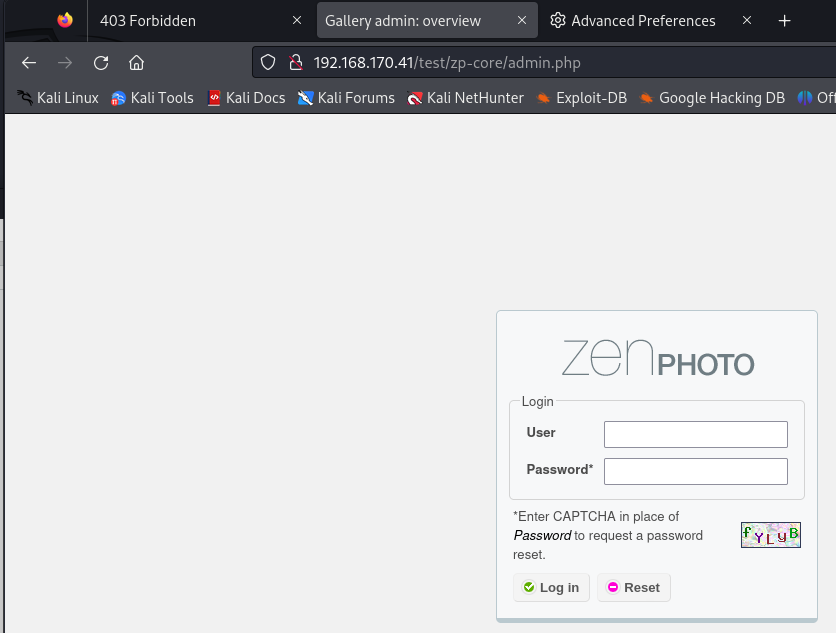 403 Forbidden
Gallery admin: overview
Advanced Preferences
192.168.170.41/test/zp-core/admin.php
Kali Linux Kali Tools Kali Docs Kali Forums Kali NetHunter Exploit-DB Google Hacking DB Off
zenPHOTO
Login
User
Password*
*Enter CAPTCHA in place of
Password to request a password
reset.
fYLyB
Log in Reset